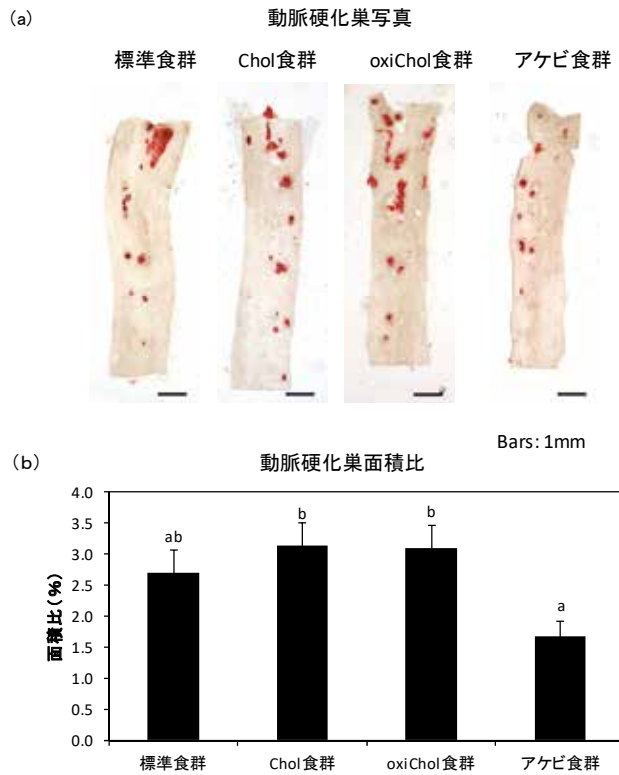 (a) 動脈硬化巣写真
標準食群 Chol食群 oxiChol食群 アケビ食群
Bars: 1mm
(b) 動脈硬化巣面積比
面積比(%)
4.0
3.5
3.0
2.5
2.0
1.5
1.0
0.5
0.0
ab b b a
標準食群 Chol食群 oxiChol食群 アケビ食群